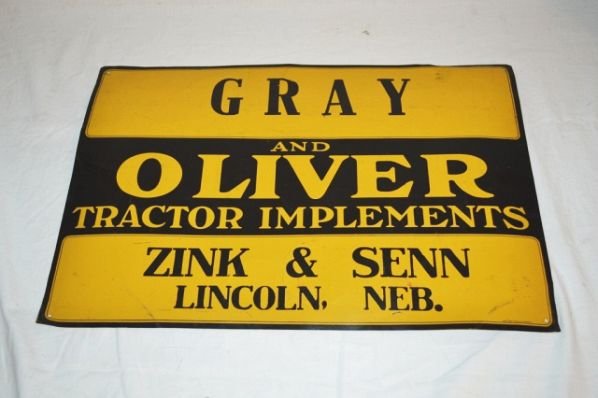 GRAY
AND
OLIVER
TRACTOR IMPLEMENTS
ZINK & SENN
LINCOLN, NEB.